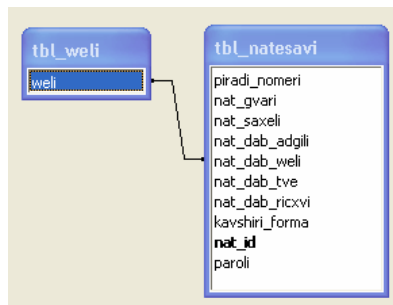 tbl_weli
weli
tbl_natesavi
piradi_nomeri
nat_gvari
nat_saxeli
nat_dab_adgili
nat_dab_weli
nat_dab_tve
nat_dab_ricxvi
kavshiri_forma
nat_id
paroli